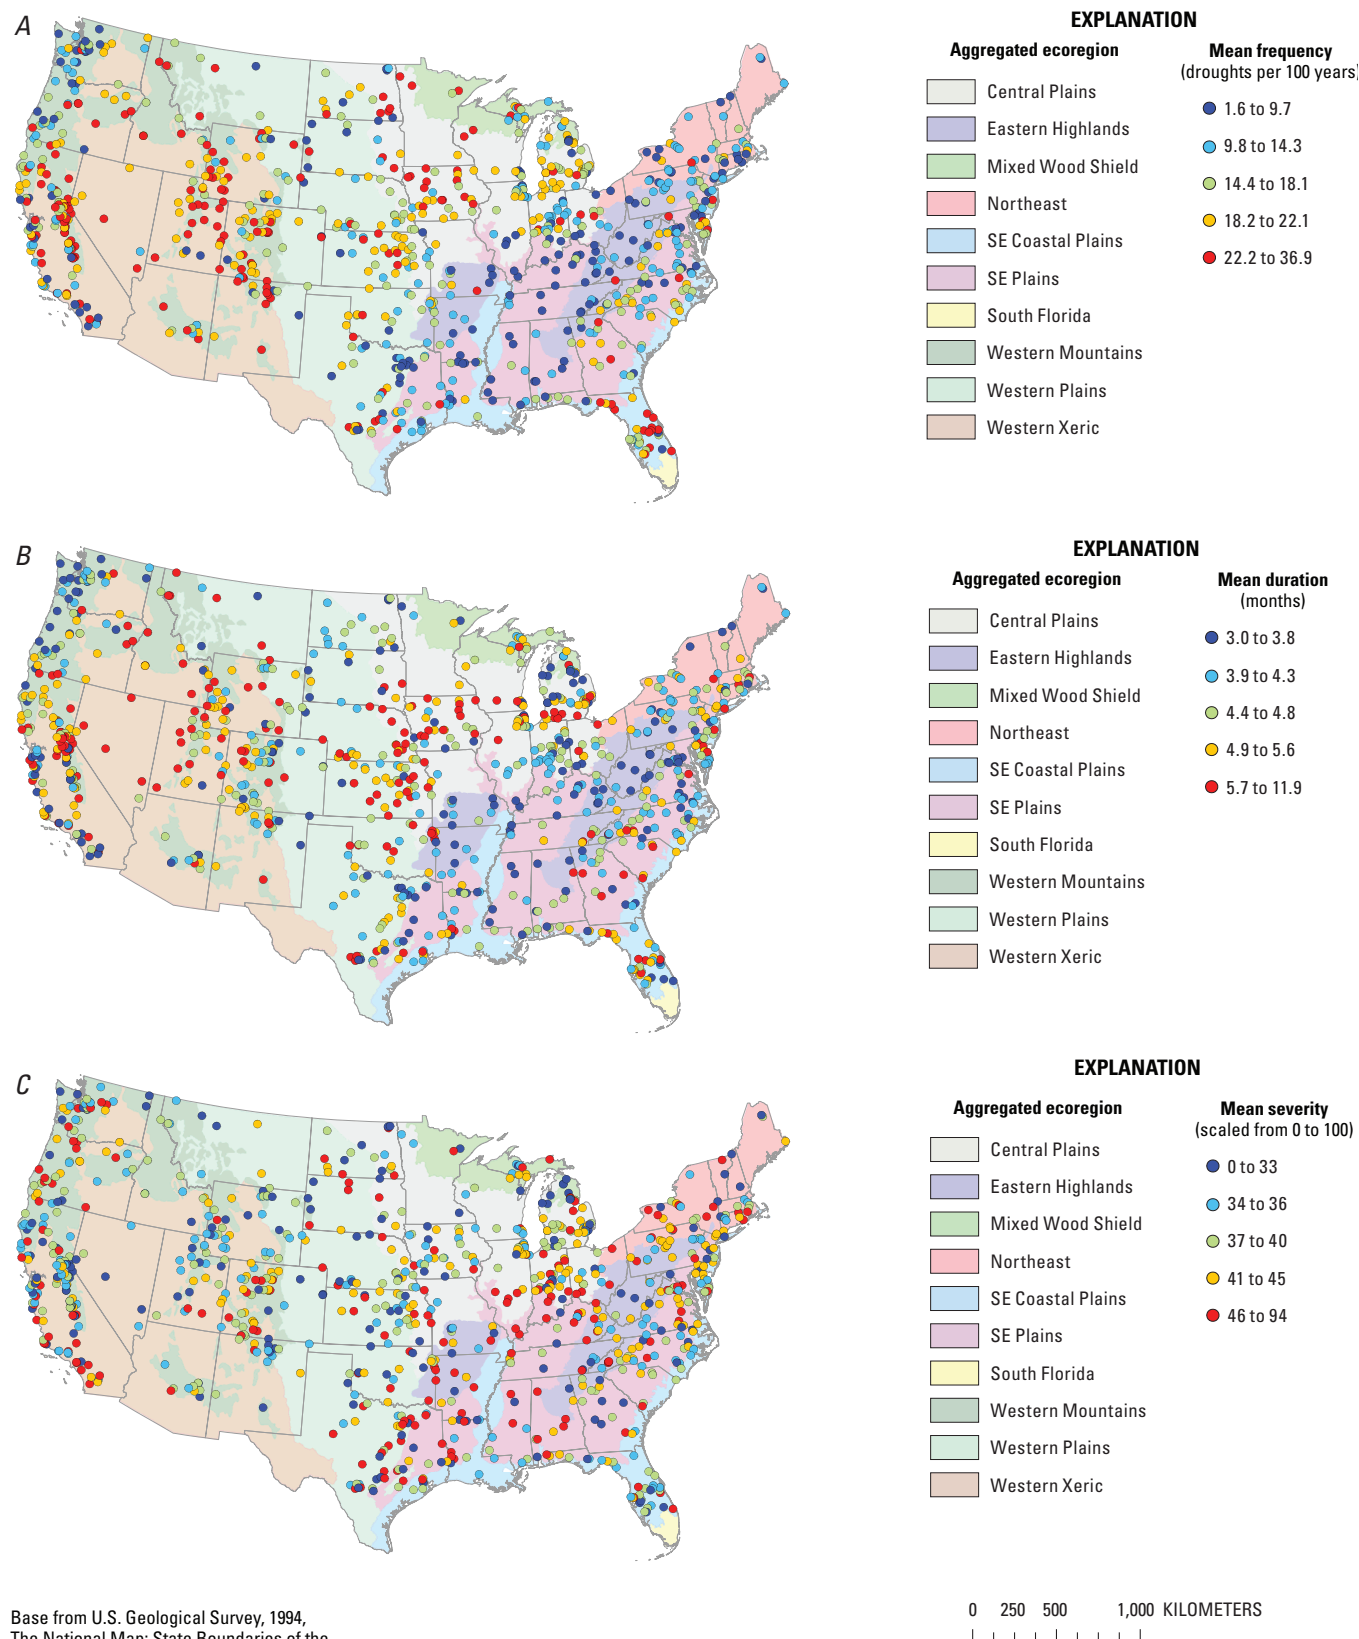 A
EXPLANATION
Aggregated ecoregion
Central Plains
Eastern Highlands
Mixed Wood Shield
Northeast
SE Coastal Plains
SE Plains
South Florida
Western Mountains
Western Plains
Western Xeric
Mean frequency
(droughts per 100 years)
1.6 to 9.7
9.8 to 14.3
14.4 to 18.1
18.2 to 22.1
22.2 to 36.9
B
EXPLANATION
Aggregated ecoregion
Central Plains
Eastern Highlands
Mixed Wood Shield
Northeast
SE Coastal Plains
SE Plains
South Florida
Western Mountains
Western Plains
Western Xeric
Mean duration
(months)
3.0 to 3.8
3.9 to 4.3
4.4 to 4.8
4.9 to 5.6
5.7 to 11.9
C
EXPLANATION
Aggregated ecoregion
Central Plains
Eastern Highlands
Mixed Wood Shield
Northeast
SE Coastal Plains
SE Plains
South Florida
Western Mountains
Western Plains
Western Xeric
Mean severity
(scaled from 0 to 100)
0 to 33
34 to 36
37 to 40
41 to 45
46 to 94
Base from U.S. Geological Survey, 1994,
The National Map: State Boundaries of the
0 250 500 1,000 KILOMETERS